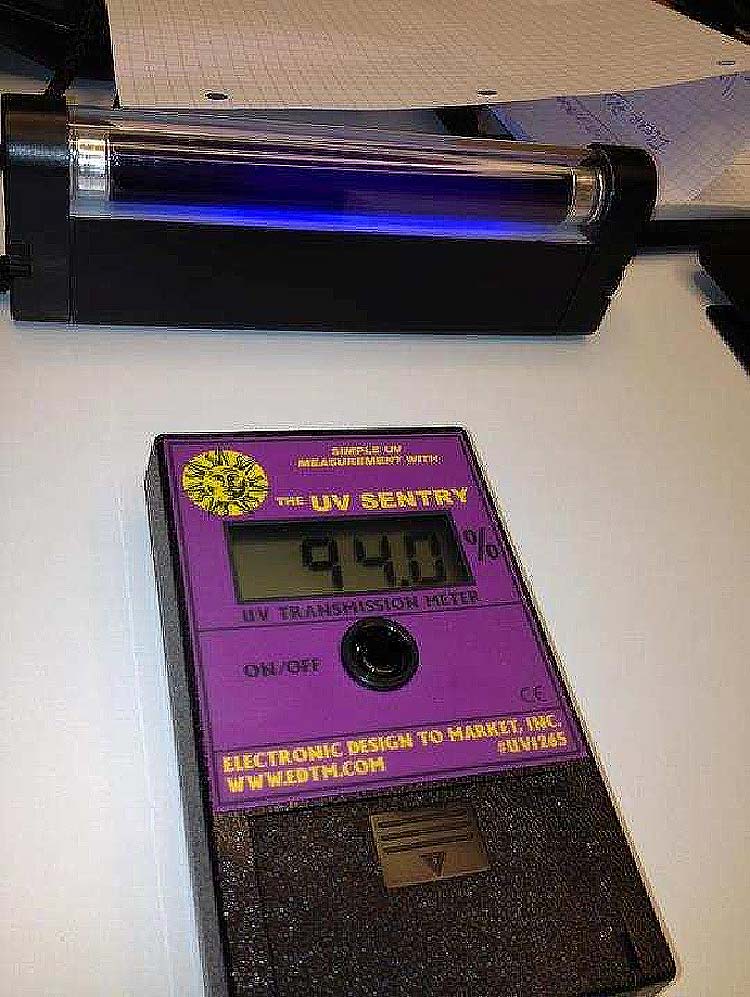 SIMPLE UV
MEASUREMENT WITH:
THE UV SENTRY
94.0 %
UV TRANSMISSION METER
ON/OFF
CE
ELECTRONIC DESIGN TO MARKET, INC.
WWW.EDTM.COM #UV1265